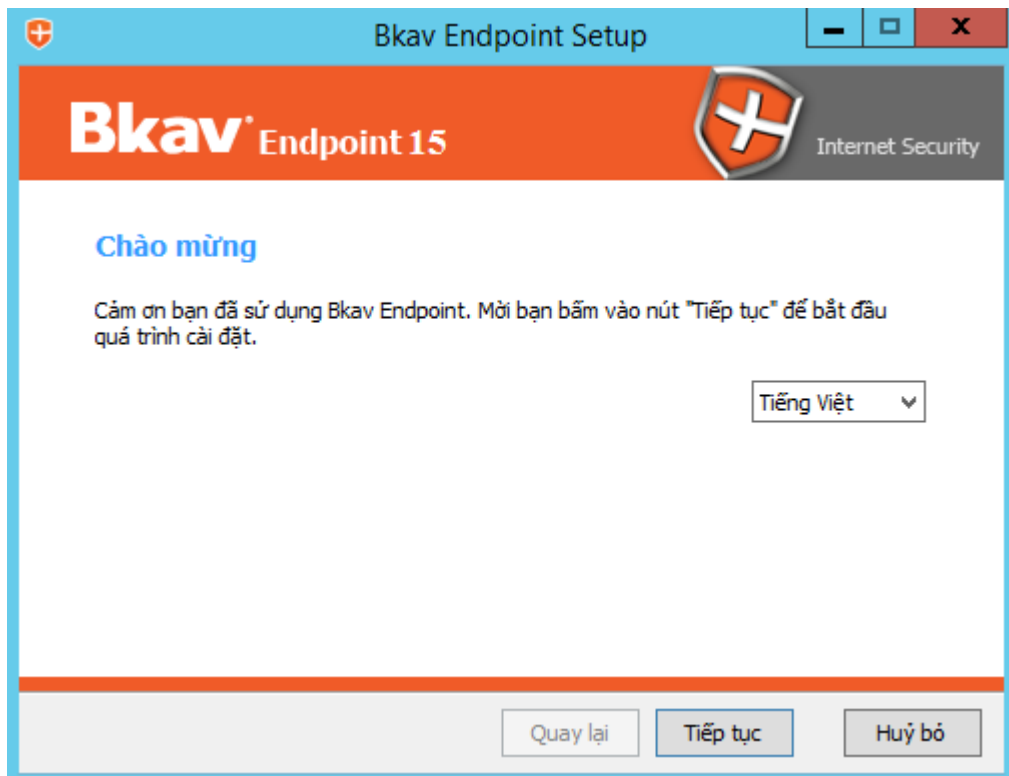 Bkav Endpoint Setup
Bkav Endpoint 15
Internet Security
Chào mừng
Cảm ơn bạn đã sử dụng Bkav Endpoint. Mời bạn bấm vào nút "Tiếp tục" để bắt đầu
quá trình cài đặt.
Tiếng Việt
Quay lại
Tiếp tục
Huỷ bỏ